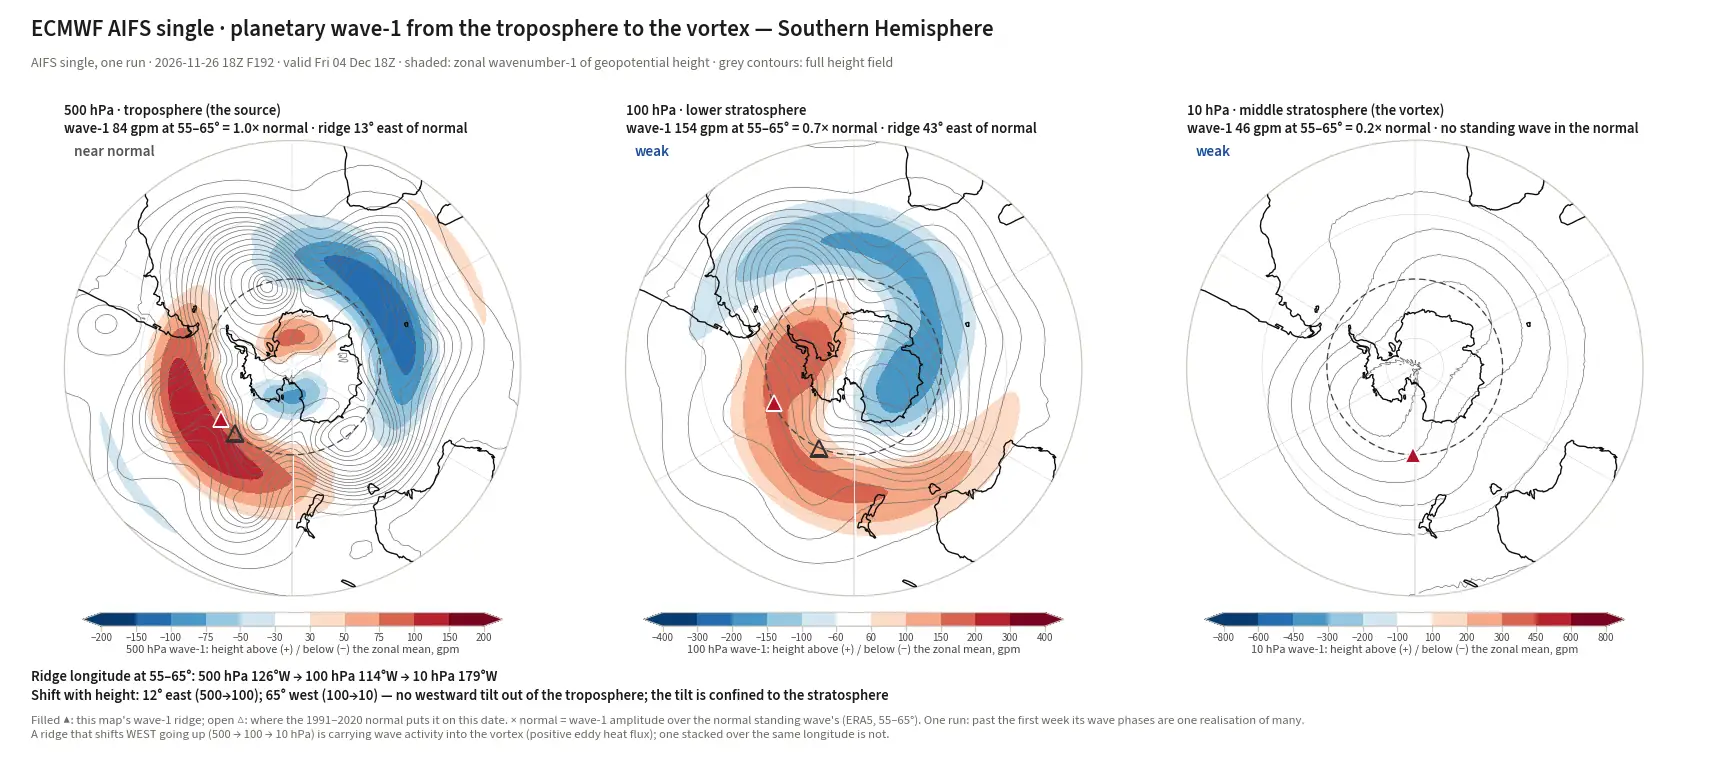 ECMWF AIFS single · planetary wave-1 from the troposphere to the vortex — Southern Hemisphere
AIFS single, one run · 2026-11-26 18Z F192 · valid Fri 04 Dec 18Z · shaded: zonal wavenumber-1 of geopotential height · grey contours: full height field
500 hPa · troposphere (the source)
wave-1 84 gpm at 55–65° = 1.0× normal · ridge 13° east of normal
near normal
100 hPa · lower stratosphere
wave-1 154 gpm at 55–65° = 0.7× normal · ridge 43° east of normal
weak
10 hPa · middle stratosphere (the vortex)
wave-1 46 gpm at 55–65° = 0.2× normal · no standing wave in the normal
weak
−200 −150 −100 −75 −50 −30 30 50 75 100 150 200
500 hPa wave-1: height above (+) / below (−) the zonal mean, gpm
−400 −300 −200 −150 −100 −60 60 100 150 200 300 400
100 hPa wave-1: height above (+) / below (−) the zonal mean, gpm
−800 −600 −450 −300 −200 −100 100 200 300 450 600 800
10 hPa wave-1: height above (+) / below (−) the zonal mean, gpm
Ridge longitude at 55–65°: 500 hPa 126°W → 100 hPa 114°W → 10 hPa 179°W
Shift with height: 12° east (500→100); 65° west (100→10) — no westward tilt out of the troposphere; the tilt is confined to the stratosphere
Filled ▲: this map's wave-1 ridge; open △: where the 1991–2020 normal puts it on this date. × normal = wave-1 amplitude over the normal standing wave's (ERA5, 55–65°). One run: past the first week its wave phases are one realisation of many.
A ridge that shifts WEST going up (500 → 100 → 10 hPa) is carrying wave activity into the vortex (positive eddy heat flux); one stacked over the same longitude is not.